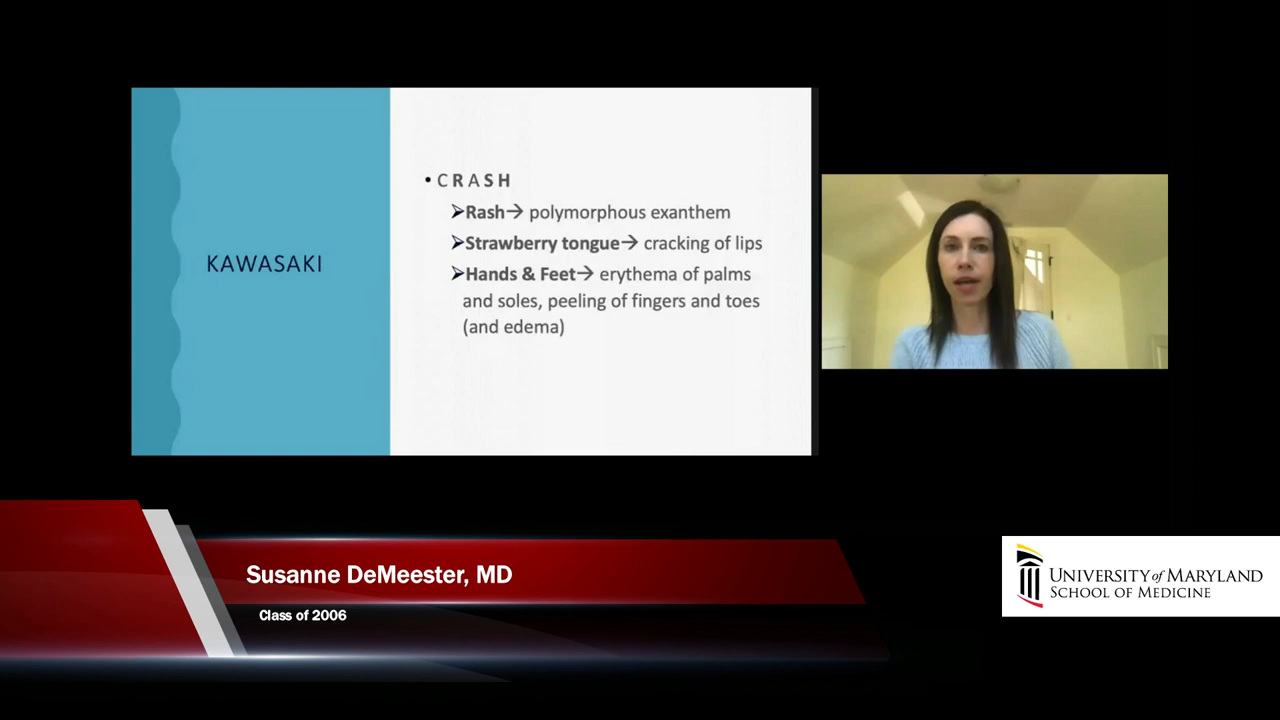 KAWASAKI
• C R A S H
➢Rash→ polymorphous exanthem
➢Strawberry tongue→ cracking of lips
➢Hands & Feet→ erythema of palms
and soles, peeling of fingers and toes
(and edema)
Susanne DeMeester, MD
Class of 2006
UNIVERSITY of MARYLAND
SCHOOL OF MEDICINE